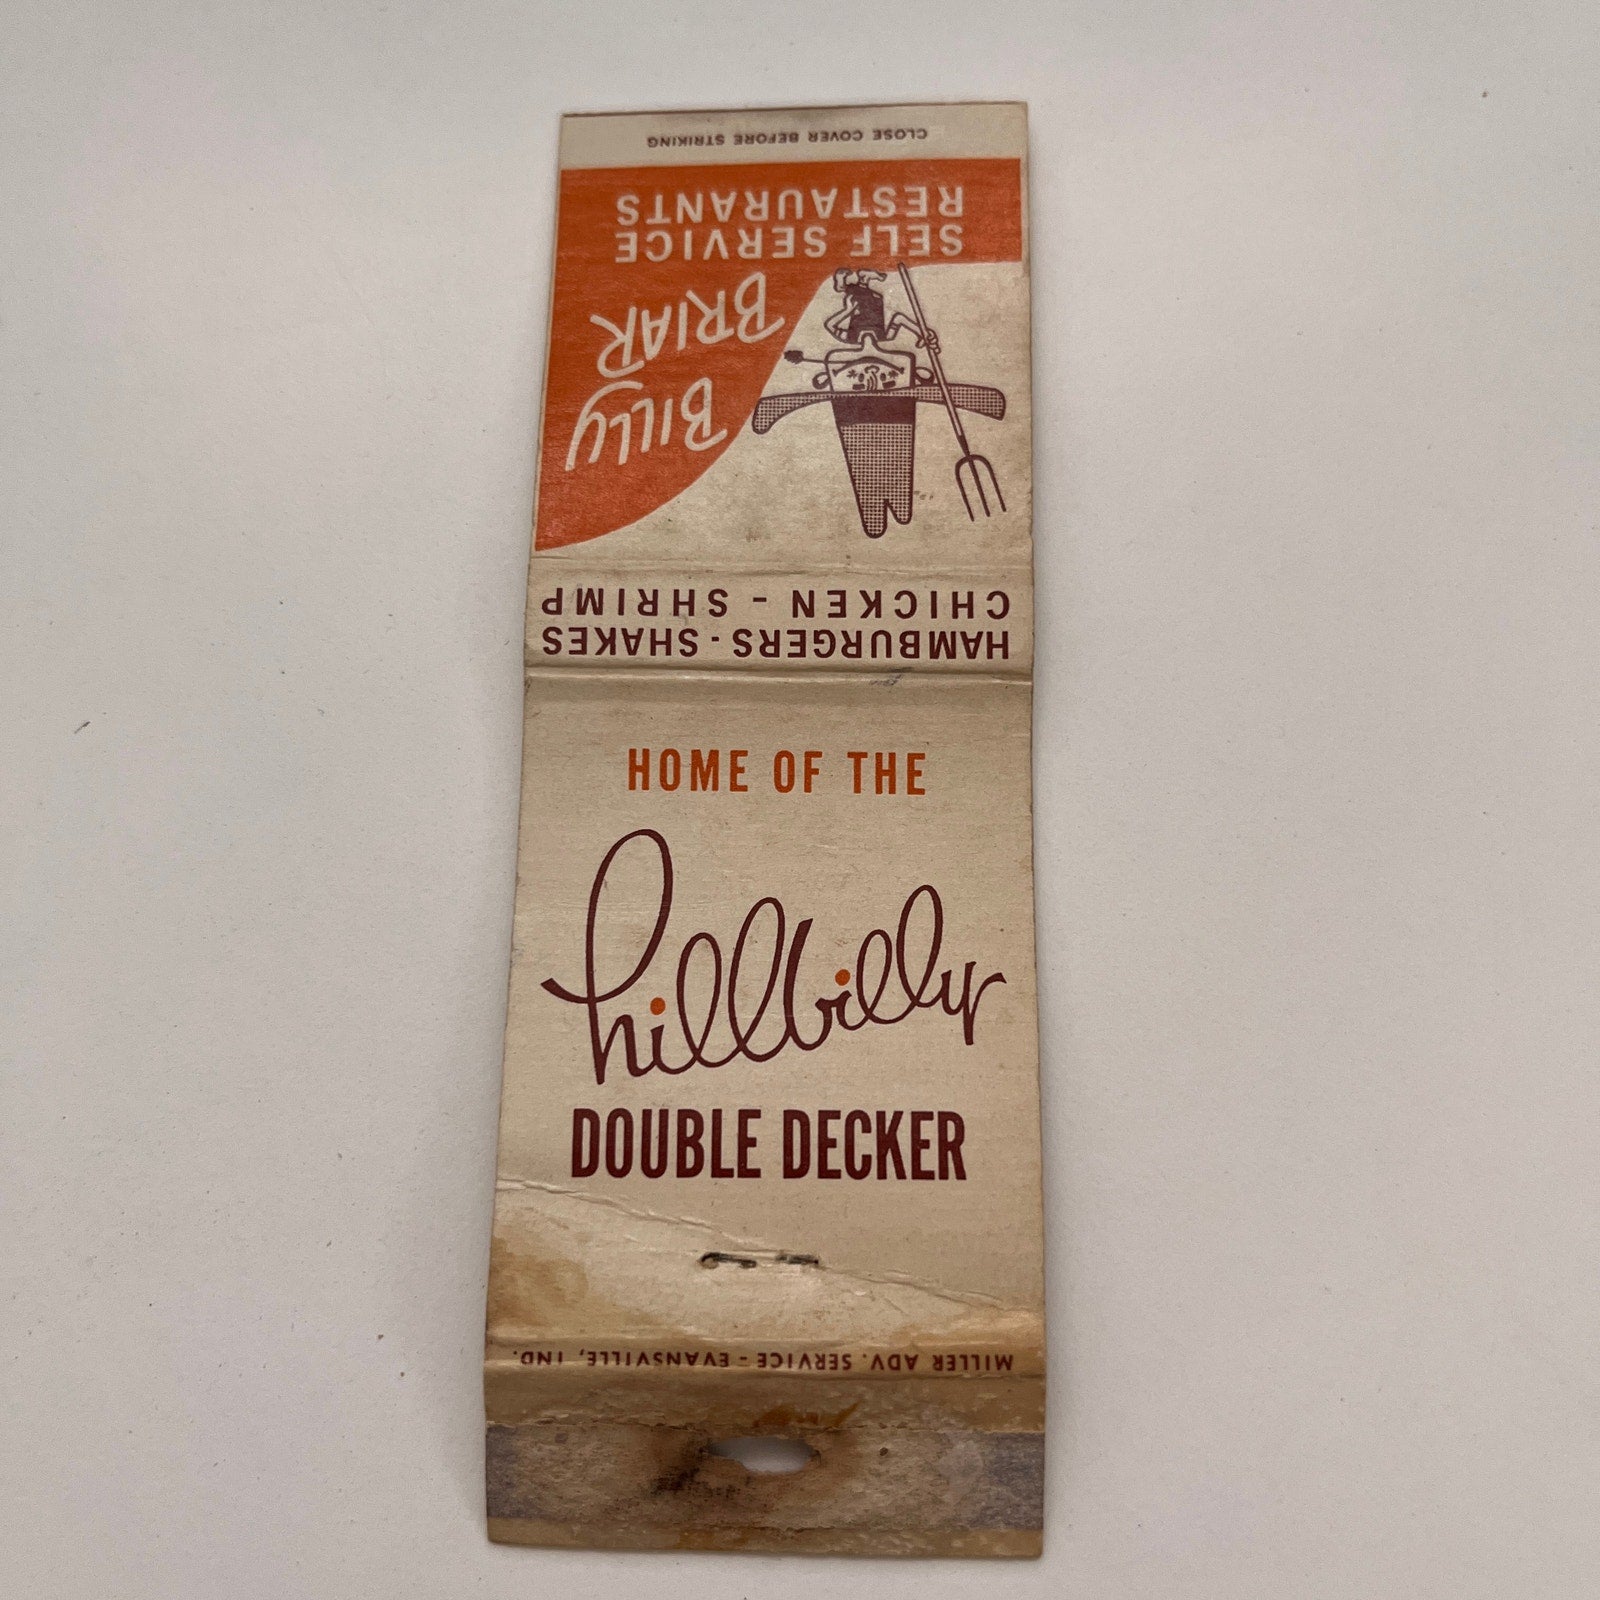 CLOSE COVER BEFORE STRIKING
HAMBURGERS - SHAKES
CHICKEN - SHRIMP
BILLY
BRIAR
SELF SERVICE
RESTAURANTS
HOME OF THE
hillbilly
DOUBLE DECKER
MILLER ADV. SERVICE - EVANSVILLE, IND.